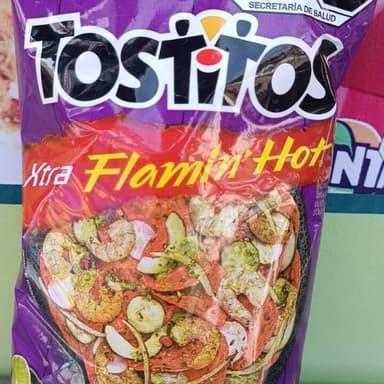 SECRETARÍA DE SALUD
TOSTITOS
Xtra Flamin' Hot